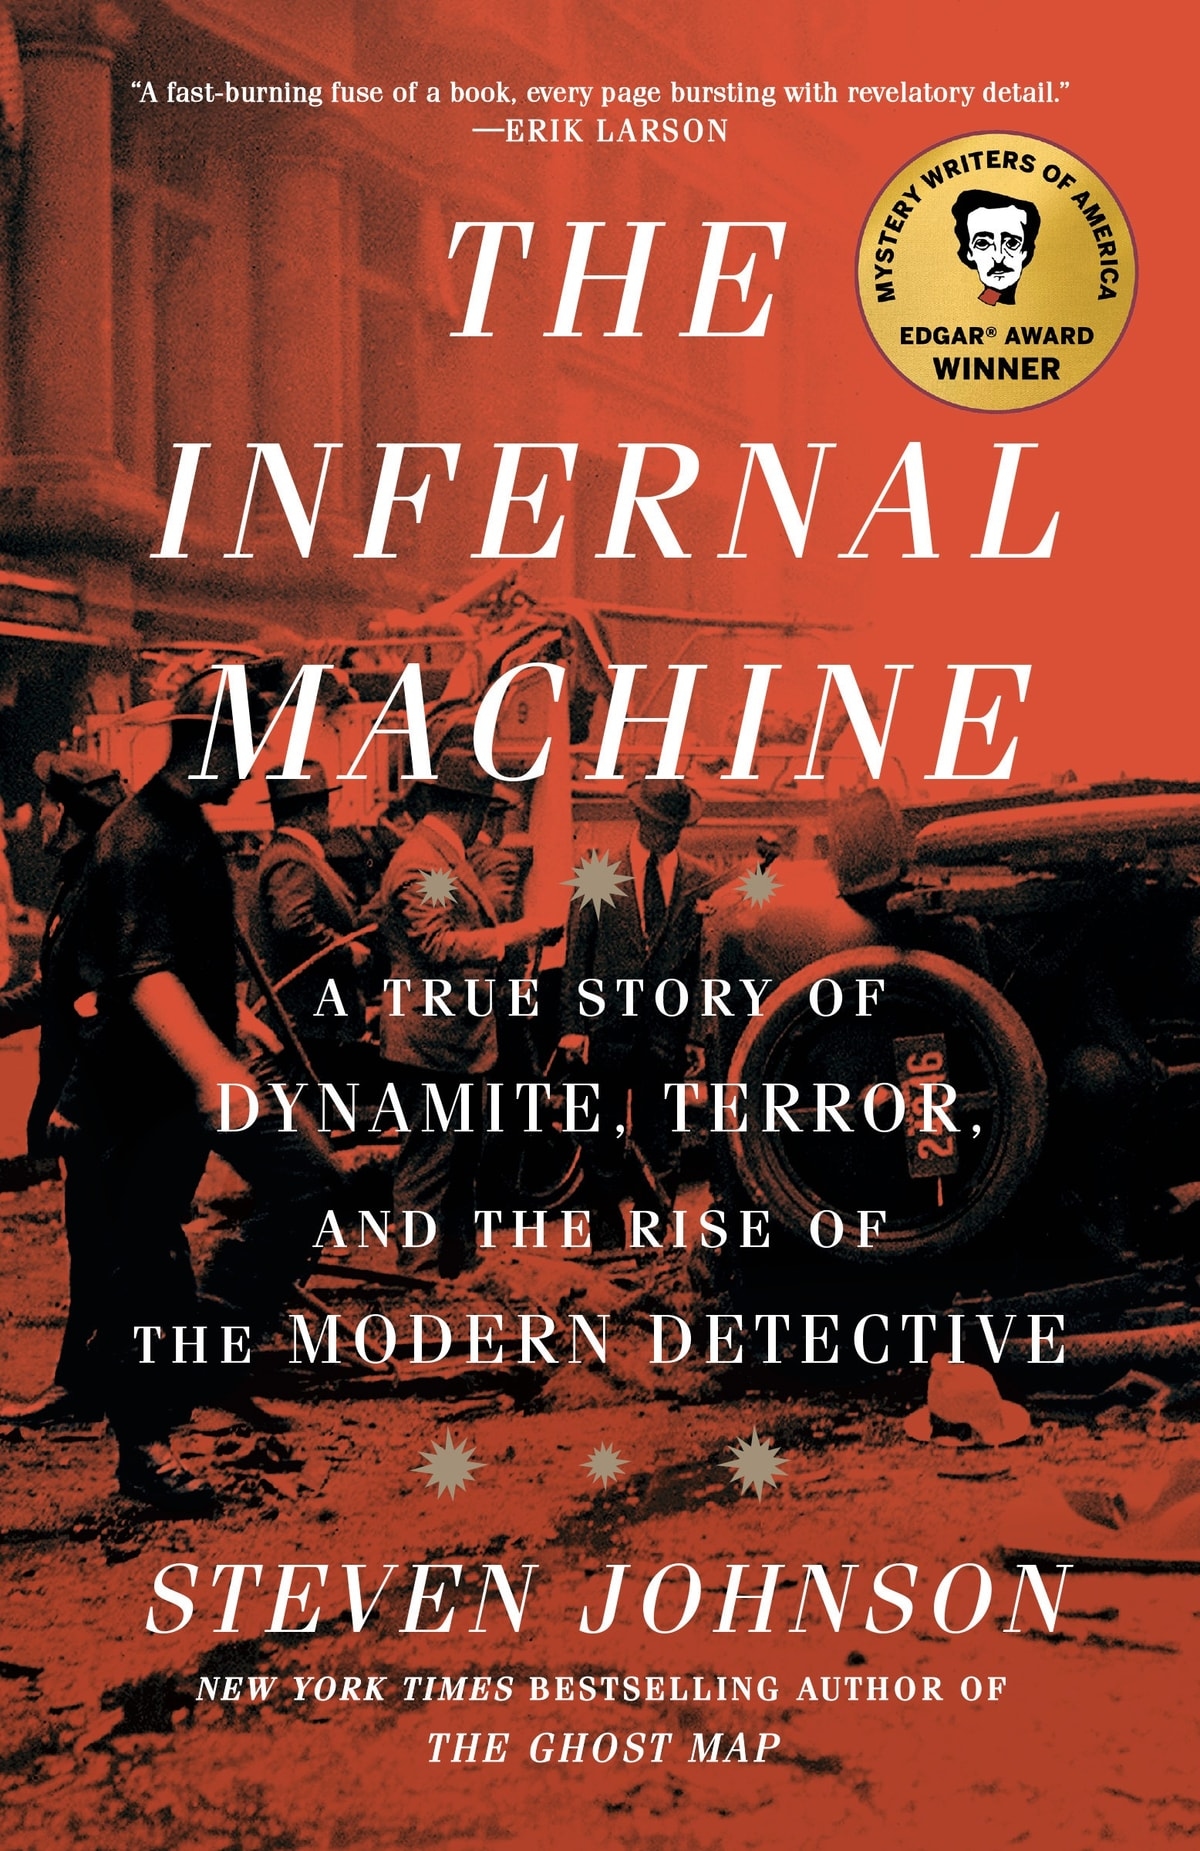 “A fast-burning fuse of a book, every page bursting with revelatory detail.”
—ERIK LARSON
MYSTERY WRITERS OF AMERICA
EDGAR® AWARD
WINNER
THE
INFERNAL
MACHINE
9
A TRUE STORY OF
DYNAMITE, TERROR,
AND THE RISE OF
THE MODERN DETECTIVE
STEVEN JOHNSON
NEW YORK TIMES BESTSELLING AUTHOR OF
THE GHOST MAP